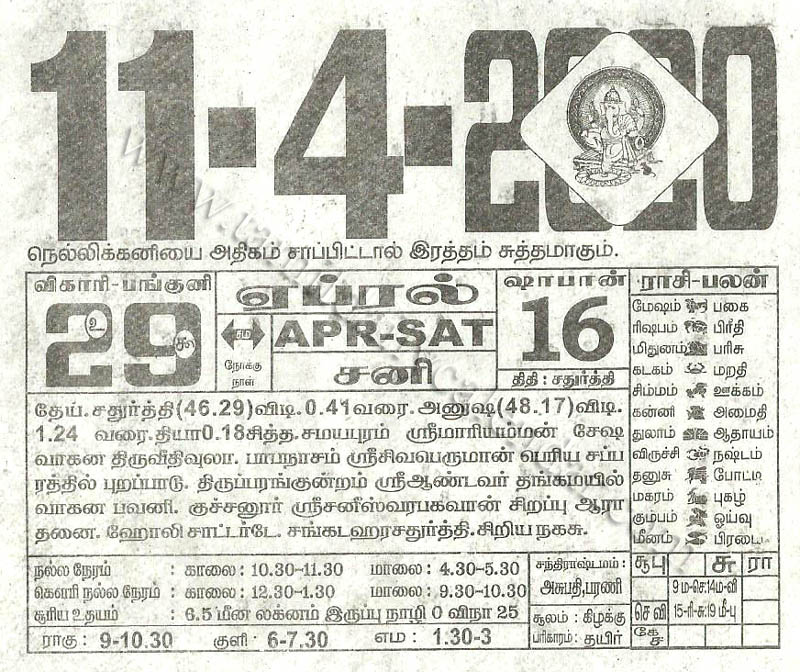 11-4-2020
நெல்லிக்கனியை அதிகம் சாப்பிட்டால் இரத்தம் சுத்தமாகும்.
விகாரி-பங்குனி
29
உ
கூ
ஏப்ரல்
APR-SAT
சனி
நோக்கு
நாள்
ஷாபான்
16
திதி : சதுர்த்தி
ராசி-பலன்
மேஷம் பகை
ரிஷபம் பிரீதி
மிதுனம் பரிசு
கடகம் மறதி
சிம்மம் ஊக்கம்
கன்னி அமைதி
துலாம் ஆதாயம்
விருச்சி நஷ்டம்
தனுசு போட்டி
மகரம் புகழ்
கும்பம் ஓய்வு
மீனம் பிரடை
தேய். சதுர்த்தி(46.29)விடி.0.41 வரை. அனுஷ(48.17)விடி.
1.24 வரை.தியா0.18சித்த.சமயபுரம் ஸ்ரீமாரியம்மன் சேஷ
வாகன திருவீதிவுலா. பாபநாசம் ஸ்ரீசிவபெருமான் பெரிய சப்ப
ரத்தில் புறப்பாடு. திருப்பரங்குன்றம் ஸ்ரீஆண்டவர் தங்கமயில்
வாகன பவனி. குச்சனூர் ஸ்ரீசனீஸ்வரபகவான் சிறப்பு ஆரா
தனை. ஹோலி சாட்டர்டே. சங்கடஹரசதுர்த்தி.சிறிய நகசு.
நல்ல நேரம் : காலை: 10.30-11.30 மாலை: 4.30-5.30
கௌரி நல்ல நேரம் : காலை: 12.30-1.30 மாலை: 9.30-10.30
சூரிய உதயம் : 6.5 மீன லக்னம் இருப்பு நாழி 0 விநா 25
ராகு : 9-10.30 குளி 6-7.30 எம : 1.30-3
சந்திராஷ்டமம் :
அசுபதி,பரணி
சூலம் : கிழக்கு
பரிகாரம் : தயிர்
சூபு சு ரா
9 ம-செ:14ம-வீ
செ வி 15-ரி-சு:19 மீ-பு
கே